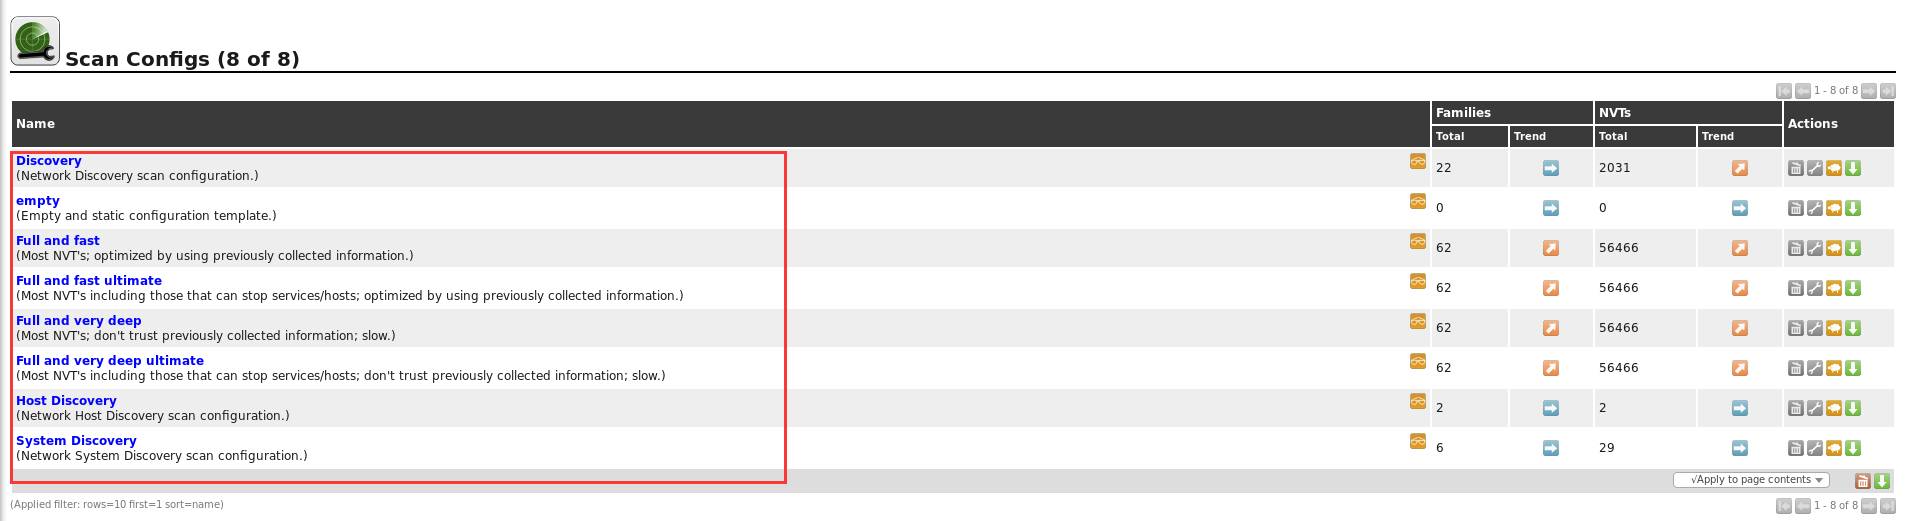 Scan Configs (8 of 8)
1 - 8 of 8
Name Families NVTs Actions
Total Trend Total Trend
Discovery
(Network Discovery scan configuration.) 22 2031
empty
(Empty and static configuration template.) 0 0
Full and fast
(Most NVT's; optimized by using previously collected information.) 62 56466
Full and fast ultimate
(Most NVT's including those that can stop services/hosts; optimized by using previously collected information.) 62 56466
Full and very deep
(Most NVT's; don't trust previously collected information; slow.) 62 56466
Full and very deep ultimate
(Most NVT's including those that can stop services/hosts; don't trust previously collected information; slow.) 62 56466
Host Discovery
(Network Host Discovery scan configuration.) 2 2
System Discovery
(Network System Discovery scan configuration.) 6 29
√Apply to page contents
(Applied filter: rows=10 first=1 sort=name) 1 - 8 of 8